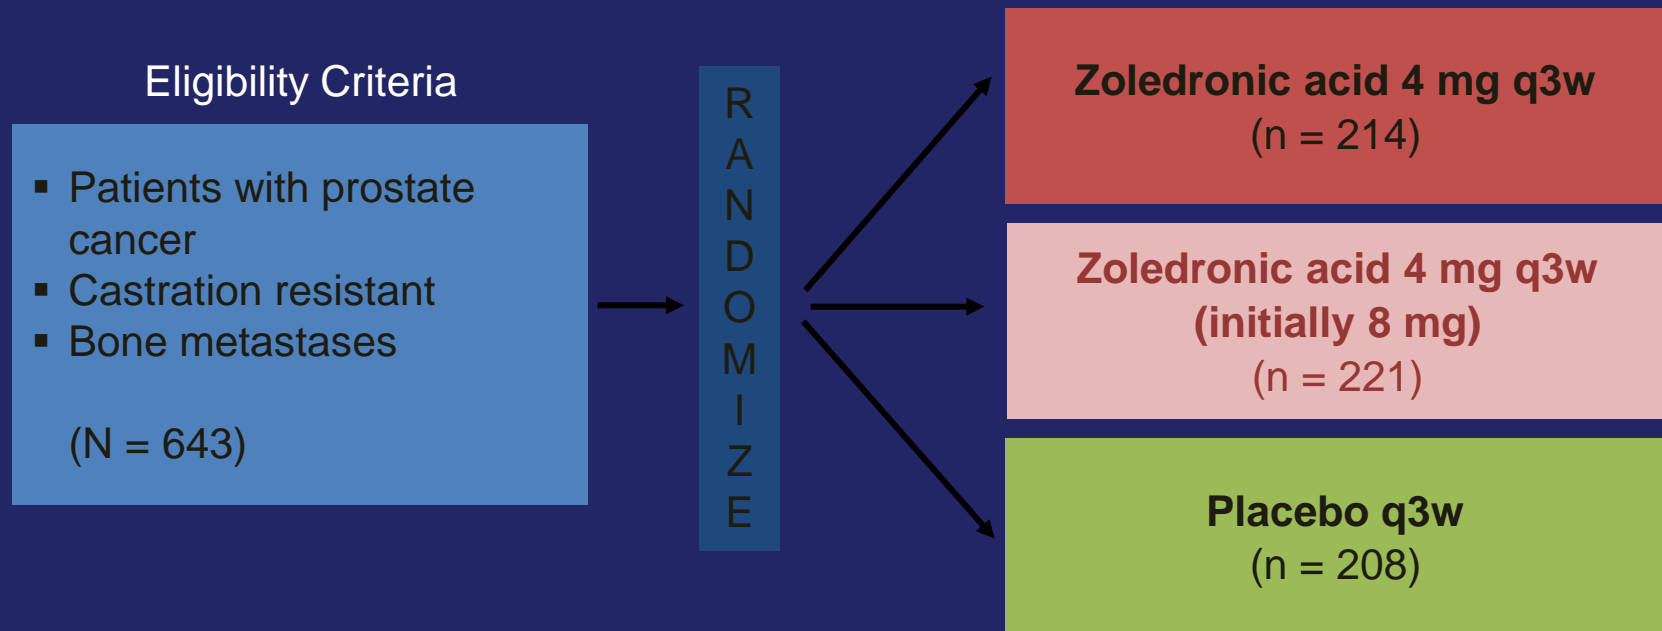 Eligibility Criteria
▪ Patients with prostate
cancer
▪ Castration resistant
▪ Bone metastases
(N = 643)
R
A
N
D
O
M
I
Z
E
Zoledronic acid 4 mg q3w
(n = 214)
Zoledronic acid 4 mg q3w
(initially 8 mg)
(n = 221)
Placebo q3w
(n = 208)